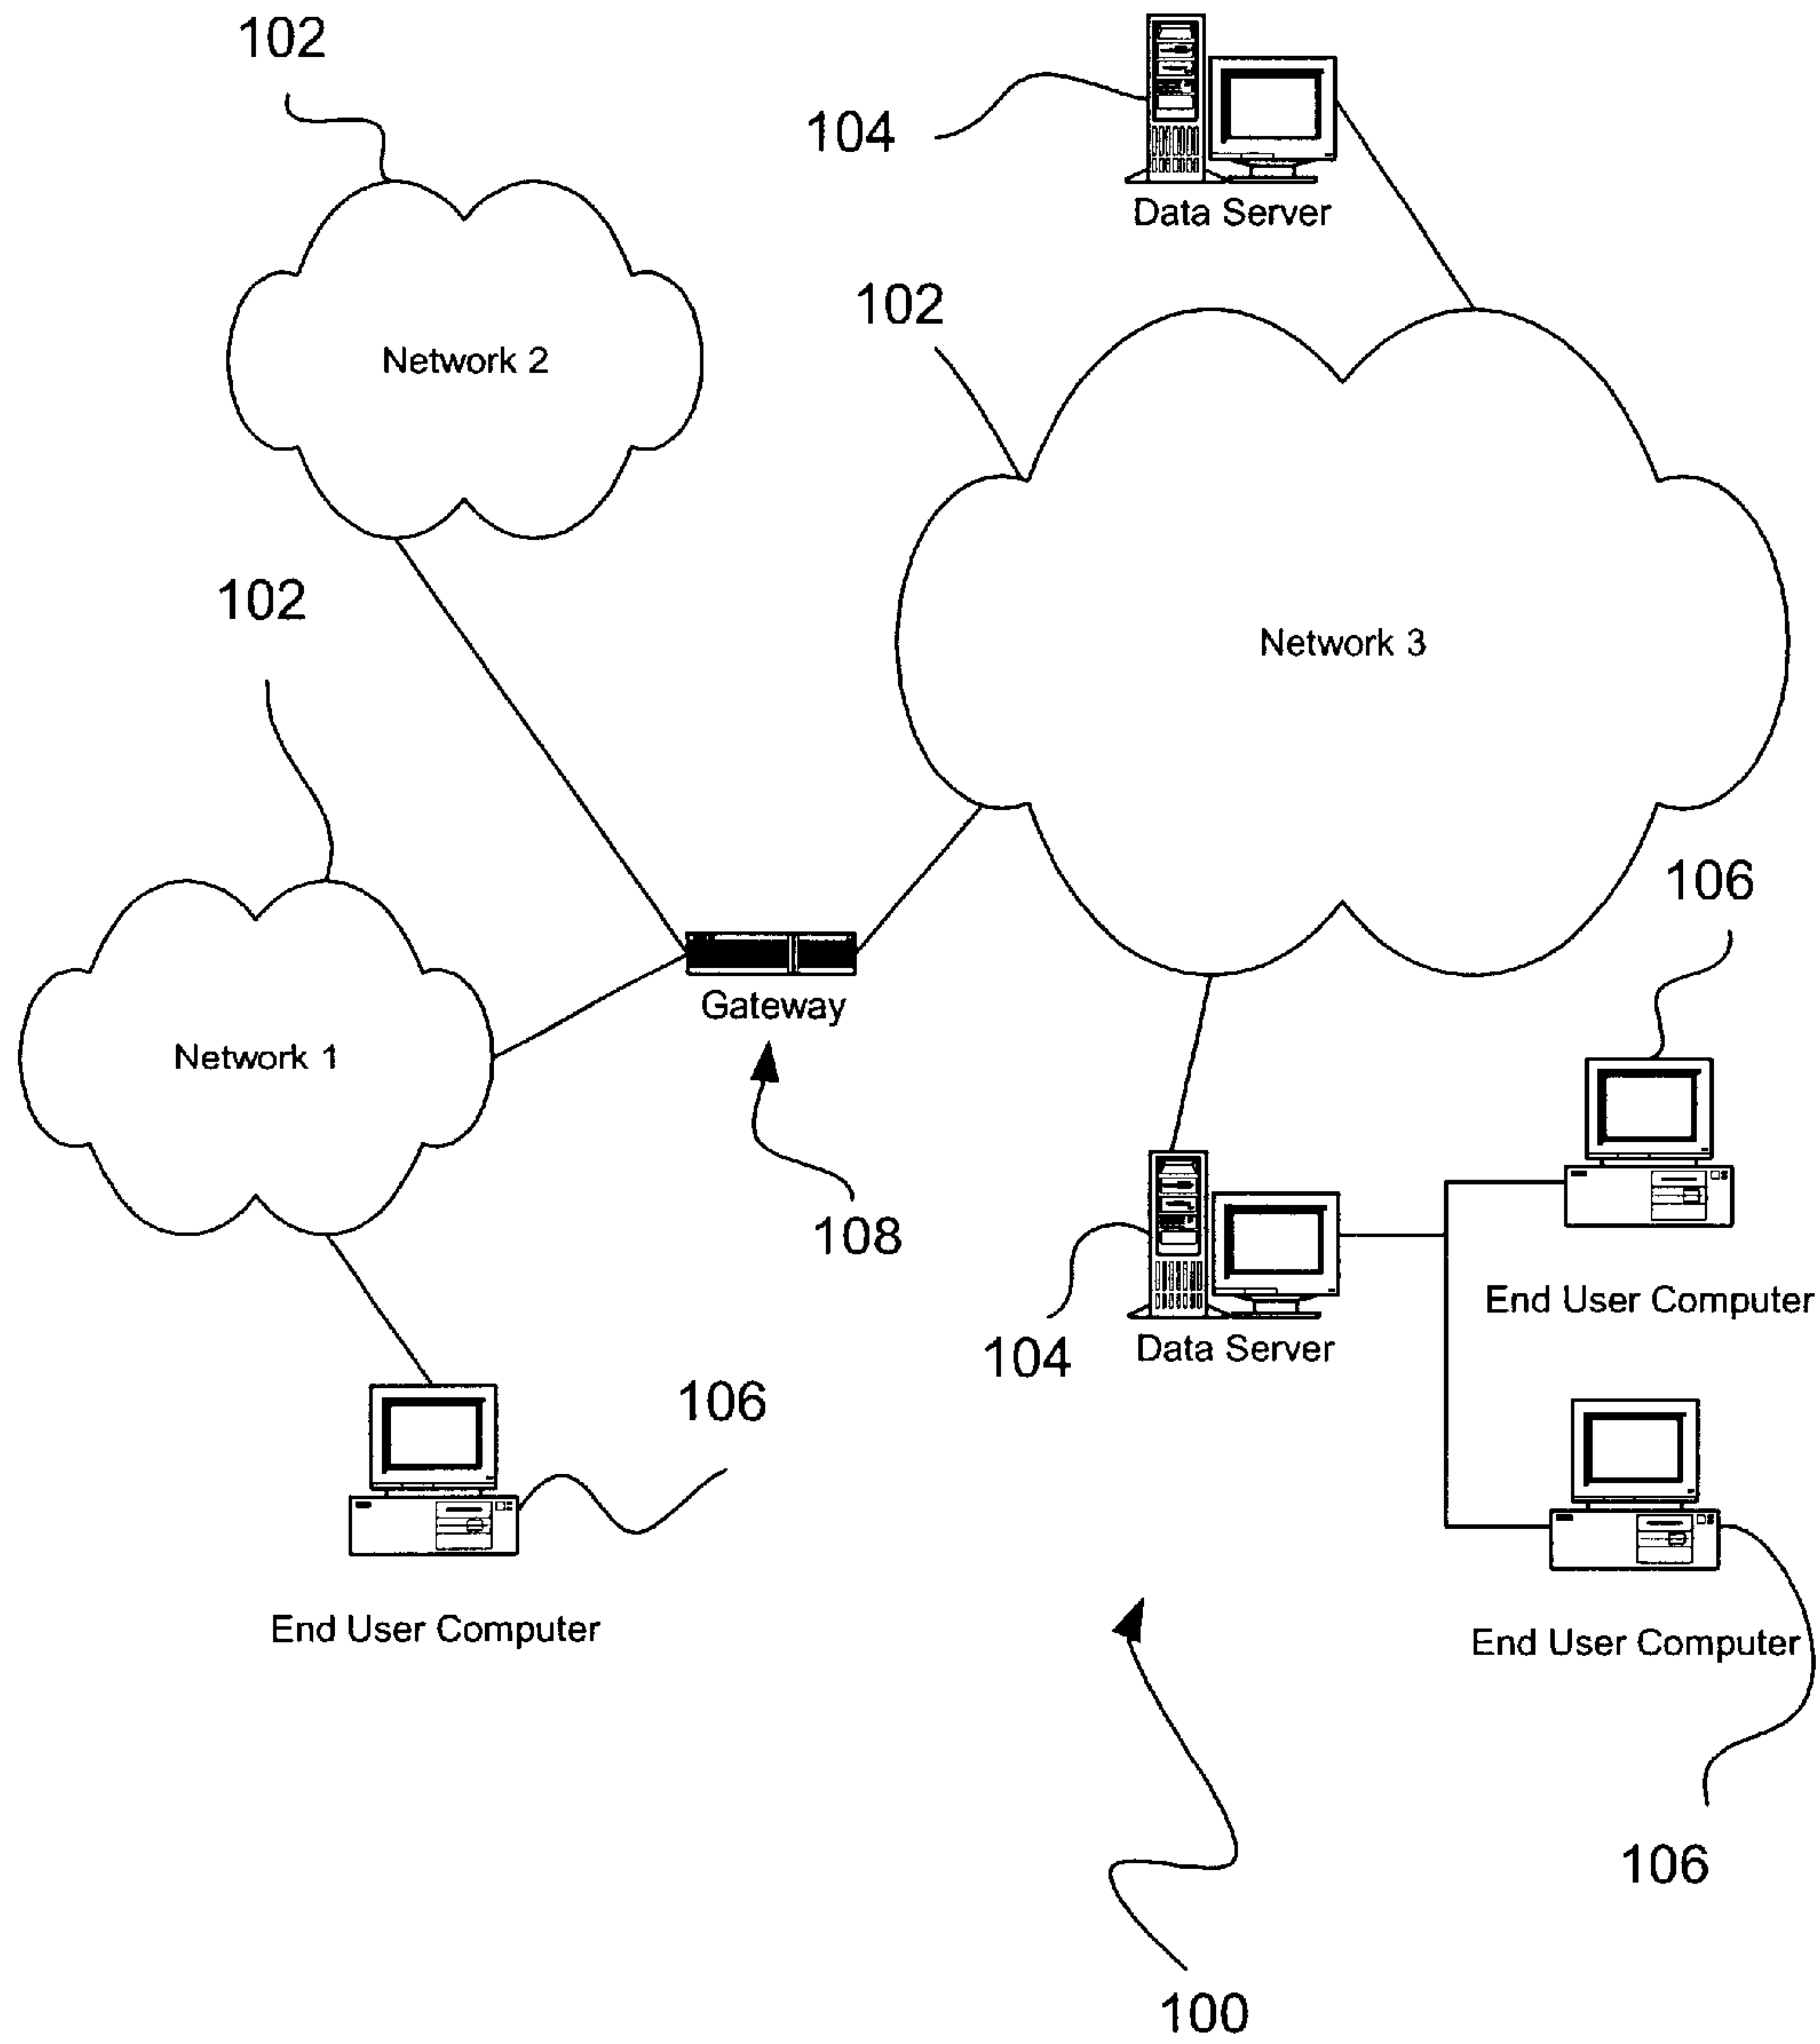 102
104
Data Server
102
Network 2
102
Network 3
106
Gateway
Network 1
108
End User Computer
104
Data Server
106
End User Computer
End User Computer
106
100